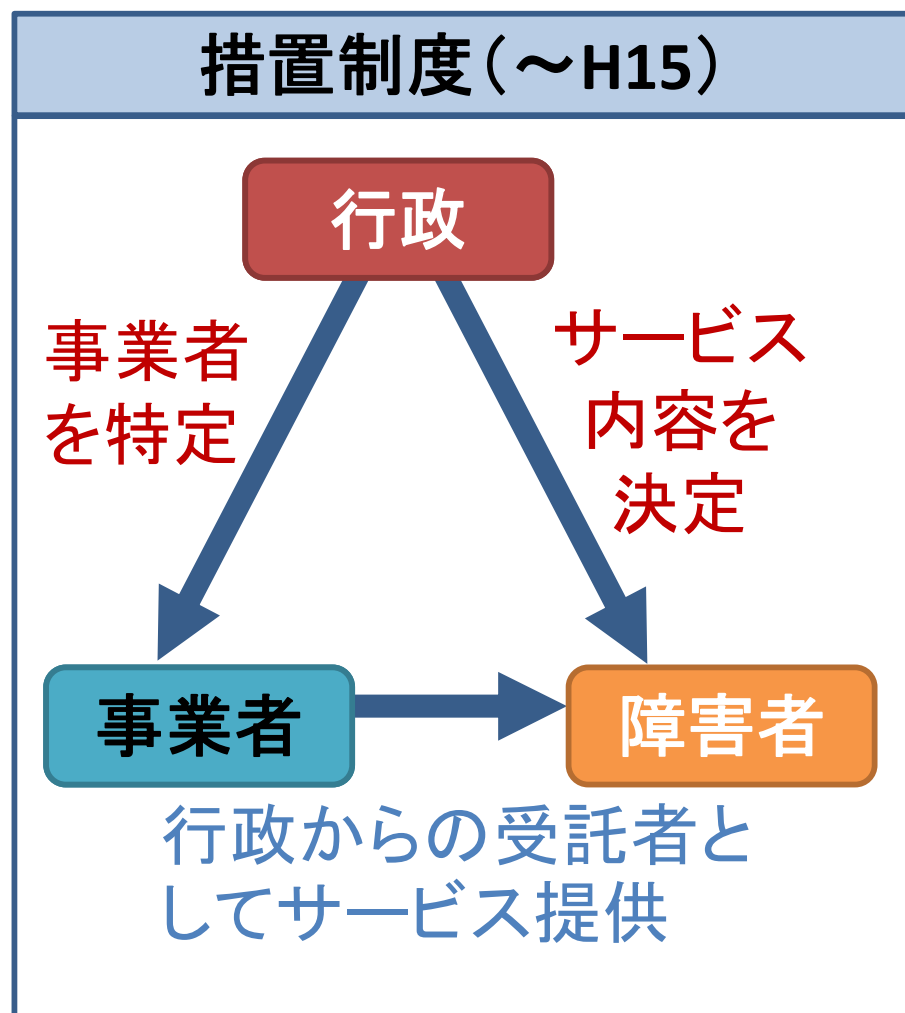 措置制度(～H15)
行政
事業者
を特定
サービス
内容を
決定
事業者
障害者
行政からの受託者と
してサービス提供